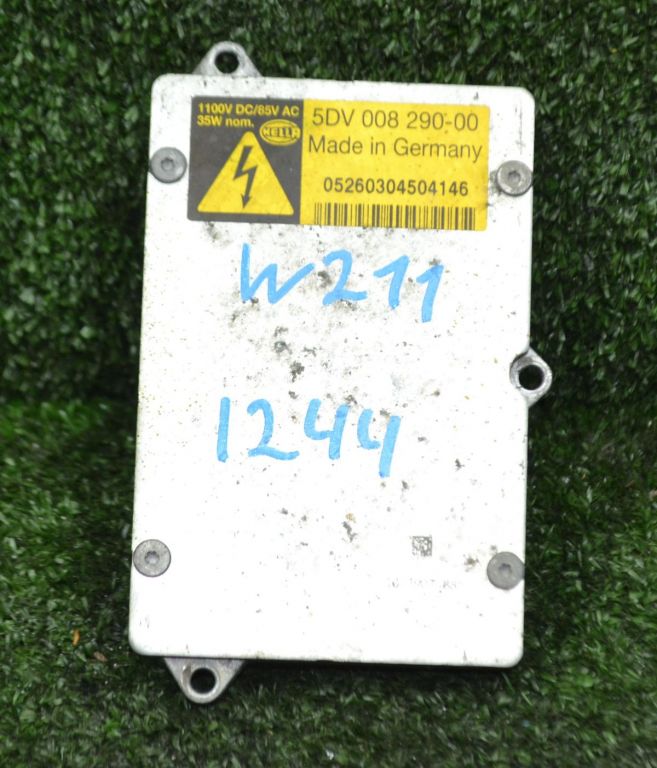 1100V DC/85V AC
35W nom.
HELLA
5DV 008 290-00
Made in Germany
05260304504146
W211
1244